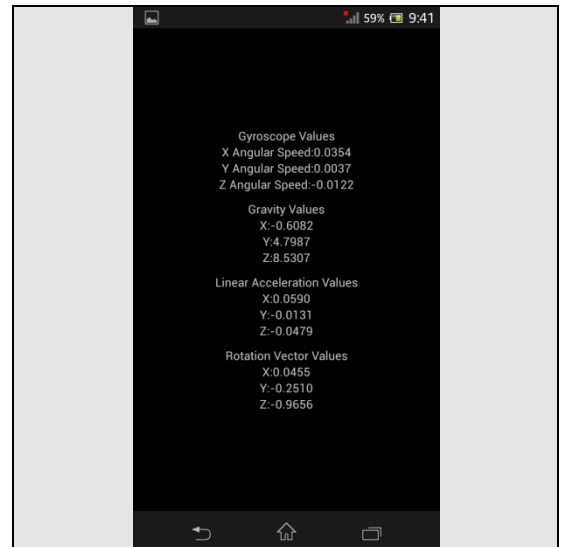 59% 9:41
Gyroscope Values
X Angular Speed:0.0354
Y Angular Speed:0.0037
Z Angular Speed:-0.0122
Gravity Values
X:-0.6082
Y:4.7987
Z:8.5307
Linear Acceleration Values
X:0.0590
Y:-0.0131
Z:-0.0479
Rotation Vector Values
X:0.0455
Y:-0.2510
Z:-0.9656